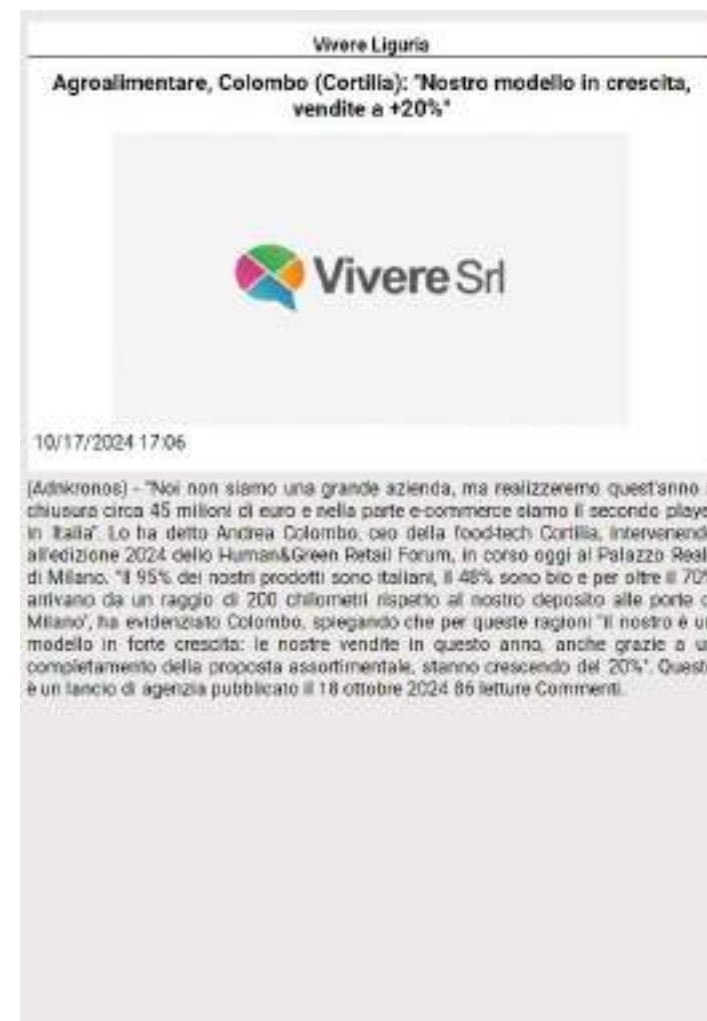 Vivere Liguria
Agroalimentare, Colombo (Cortilia): "Nostro modello in crescita,
vendite a +20%"
Vivere Srl
10/17/2024 17:06
(Adnkronos) - "Noi non siamo una grande azienda, ma realizzeremo quest'anno
chiusura circa 45 milioni di euro e nella parte e-commerce siamo il secondo playe
in Italia". Lo ha detto Andrea Colombo, ceo della food-tech Cortilia, intervenend
all'edizione 2024 dello Human&Green Retail Forum, in corso oggi al Palazzo Real
di Milano. "Il 95% dei nostri prodotti sono italiani, il 48% sono bio e per oltre il 70%
arrivano da un raggio di 200 chilometri rispetto al nostro deposito alle porte d
Milano", ha evidenziato Colombo, spiegando che per queste ragioni "il nostro è un
modello in forte crescita: le nostre vendite in questo anno, anche grazie a un
completamento della proposta assortimentale, stanno crescendo del 20%". Quest
è un lancio di agenzia pubblicato il 18 ottobre 2024 86 letture Commenti.